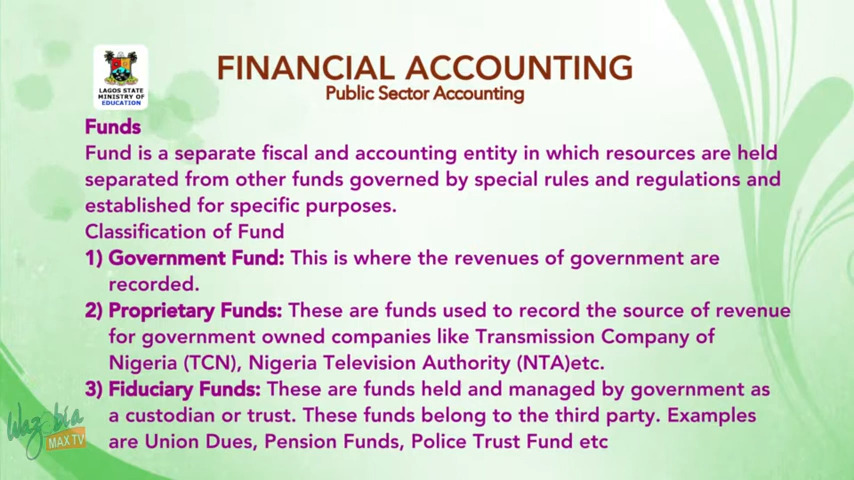 FINANCIAL ACCOUNTING
Public Sector Accounting
LAGOS STATE
MINISTRY OF
EDUCATION
Funds
Fund is a separate fiscal and accounting entity in which resources are held
separated from other funds governed by special rules and regulations and
established for specific purposes.
Classification of Fund
1) Government Fund: This is where the revenues of government are
recorded.
2) Proprietary Funds: These are funds used to record the source of revenue
for government owned companies like Transmission Company of
Nigeria (TCN), Nigeria Television Authority (NTA)etc.
3) Fiduciary Funds: These are funds held and managed by government as
a custodian or trust. These funds belong to the third party. Examples
are Union Dues, Pension Funds, Police Trust Fund etc
Wazobia
MAX TV